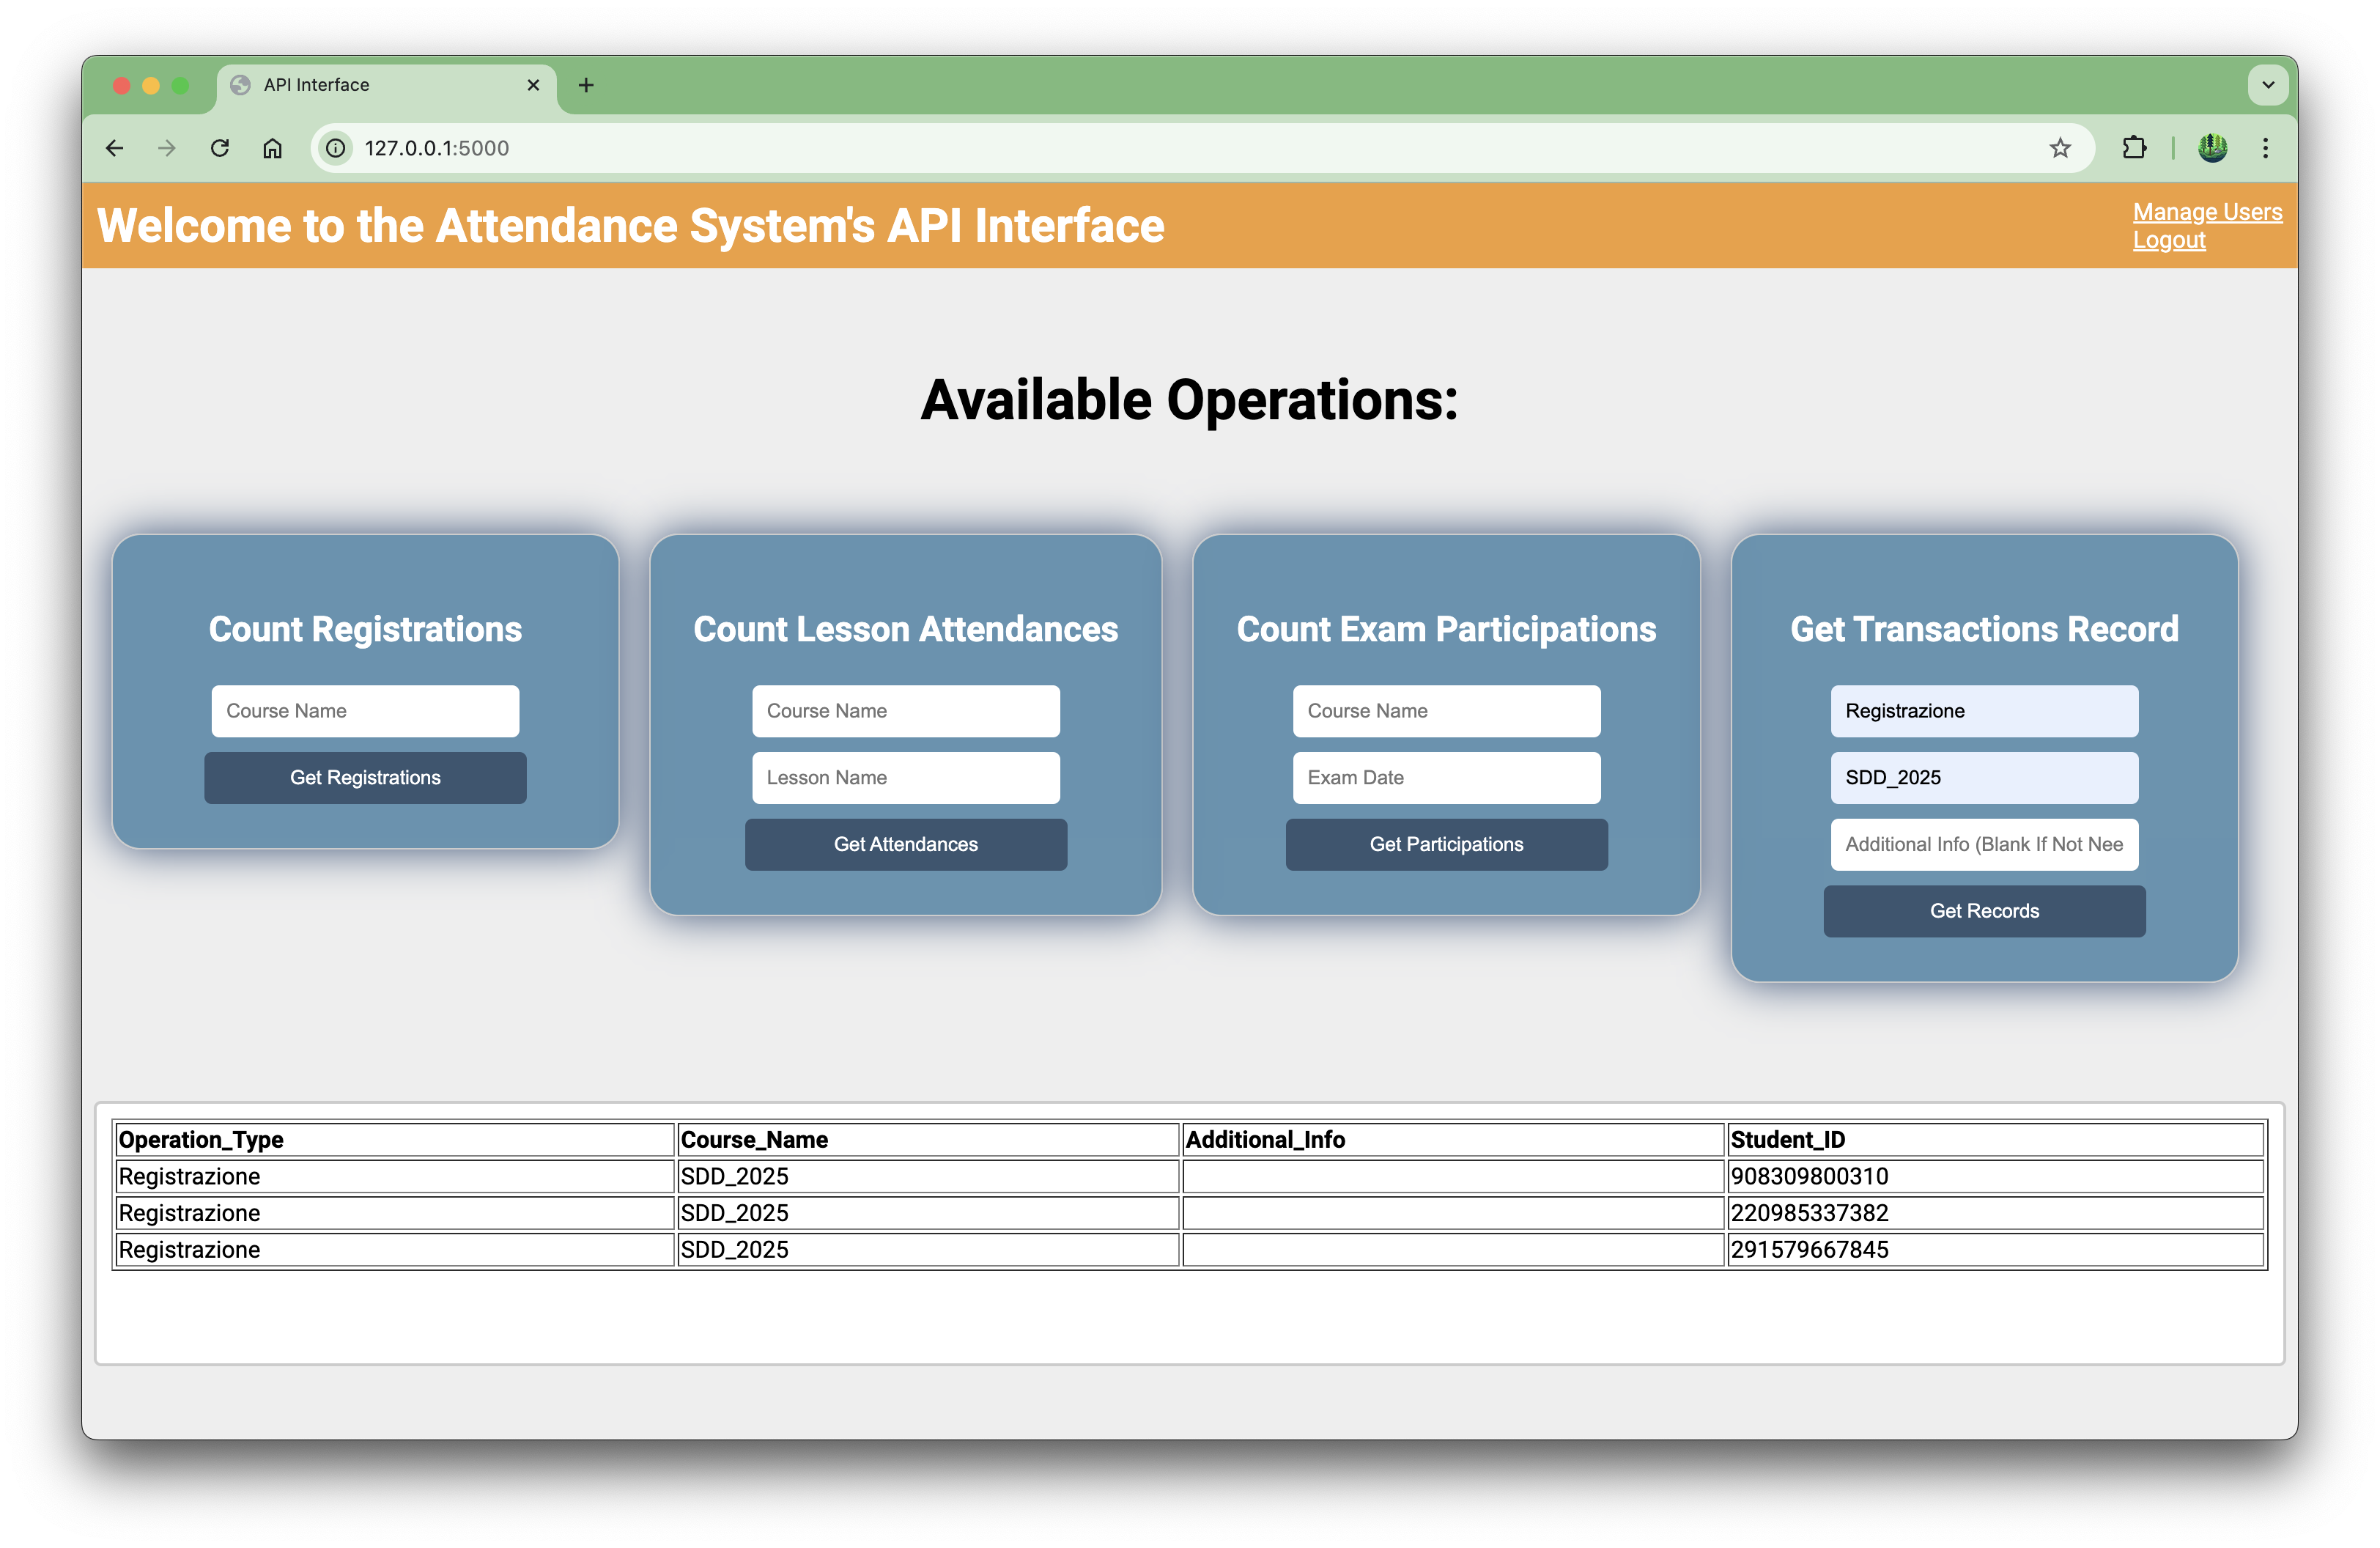 API Interface
127.0.0.1:5000
Welcome to the Attendance System's API Interface
Manage Users
Logout
Available Operations:
Count Registrations
Course Name
Get Registrations
Count Lesson Attendances
Course Name
Lesson Name
Get Attendances
Count Exam Participations
Course Name
Exam Date
Get Participations
Get Transactions Record
Registrazione
SDD_2025
Additional Info (Blank If Not Nee
Get Records
Operation_Type Course_Name Additional_Info Student_ID
Registrazione SDD_2025 908309800310
Registrazione SDD_2025 220985337382
Registrazione SDD_2025 291579667845